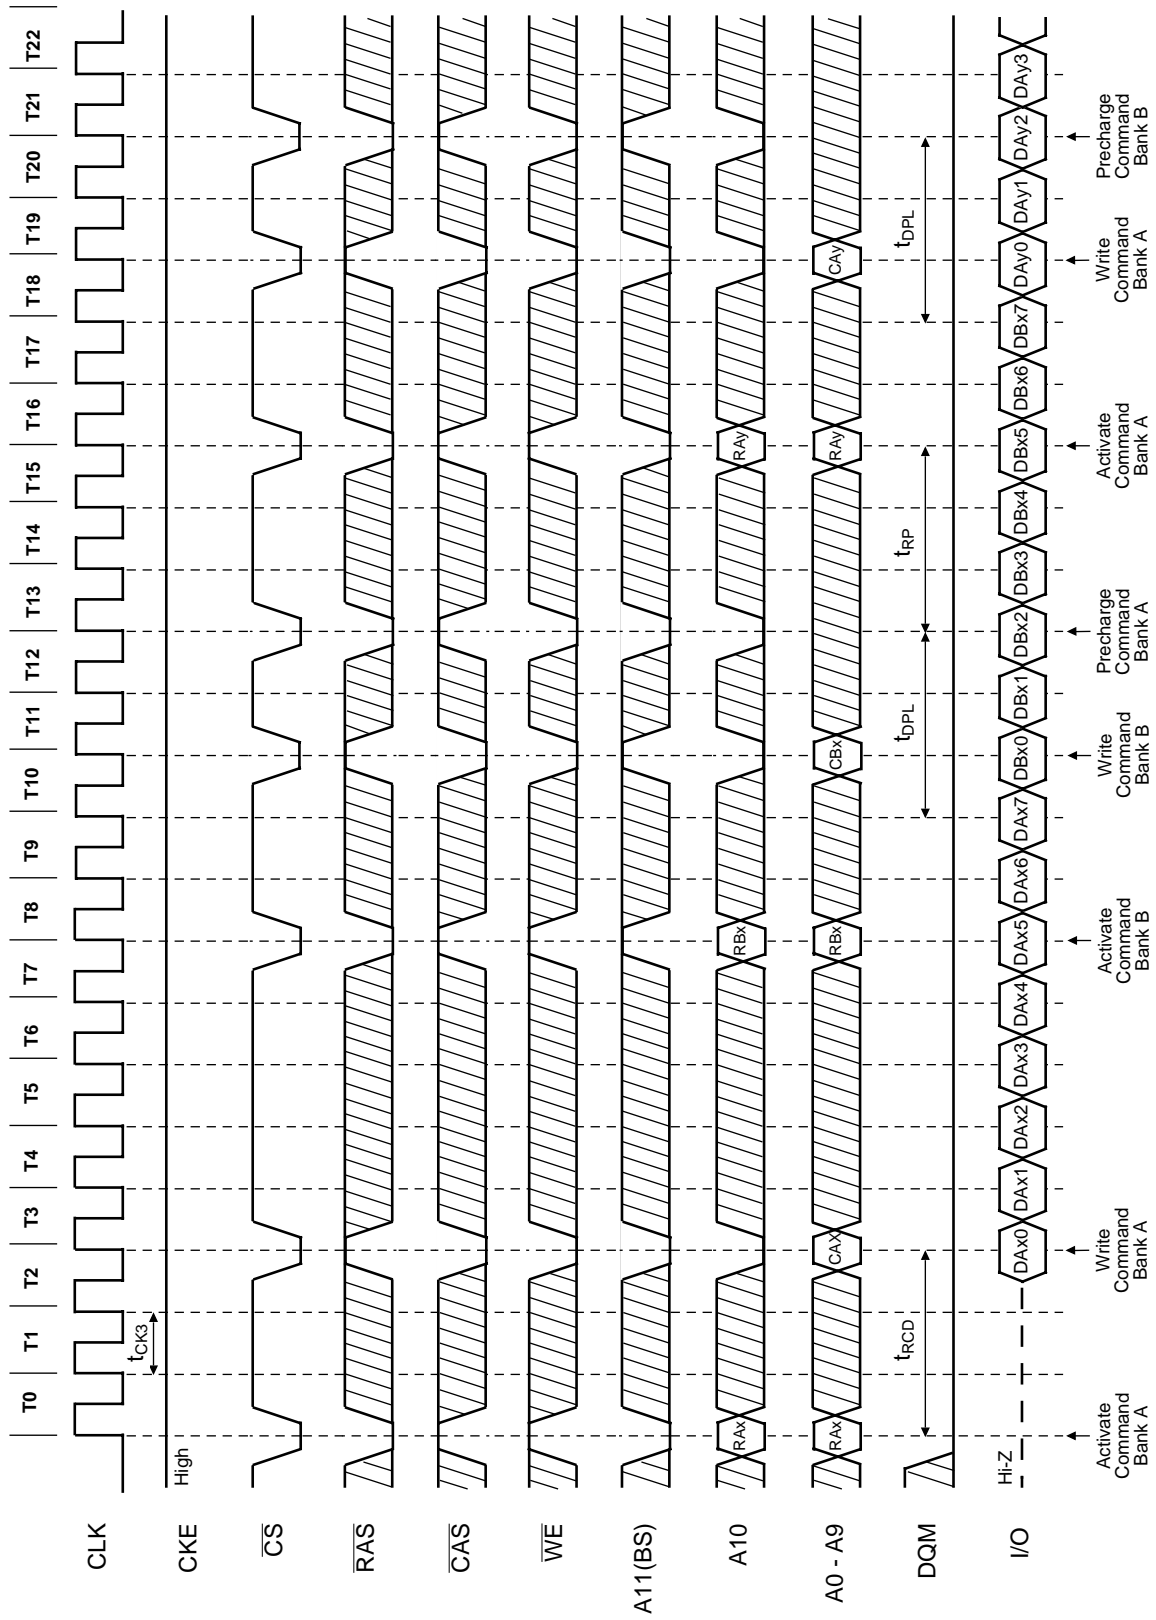 T0 T1 T2 T3 T4 T5 T6 T7 T8 T9 T10 T11 T12 T13 T14 T15 T16 T17 T18 T19 T20 T21 T22
CLK
tCK3
CKE
High
CS
RAS
CAS
WE
A11(BS)
A10
RAx RBx RAy
A0 - A9
RAx CAX RBx CBx RAy CAy
DQM
tRCD tDPL tRP tDPL
I/O
Hi-Z
DAx0 DAx1 DAx2 DAx3 DAx4 DAx5 DAx6 DAx7 DBx0 DBx1 DBx2 DBx3 DBx4 DBx5 DBx6 DBx7 DAy0 DAy1 DAy2 DAy3
Activate
Command
Bank A
Write
Command
Bank A
Activate
Command
Bank B
Write
Command
Bank B
Precharge
Command
Bank A
Activate
Command
Bank A
Write
Command
Bank A
Precharge
Command
Bank B